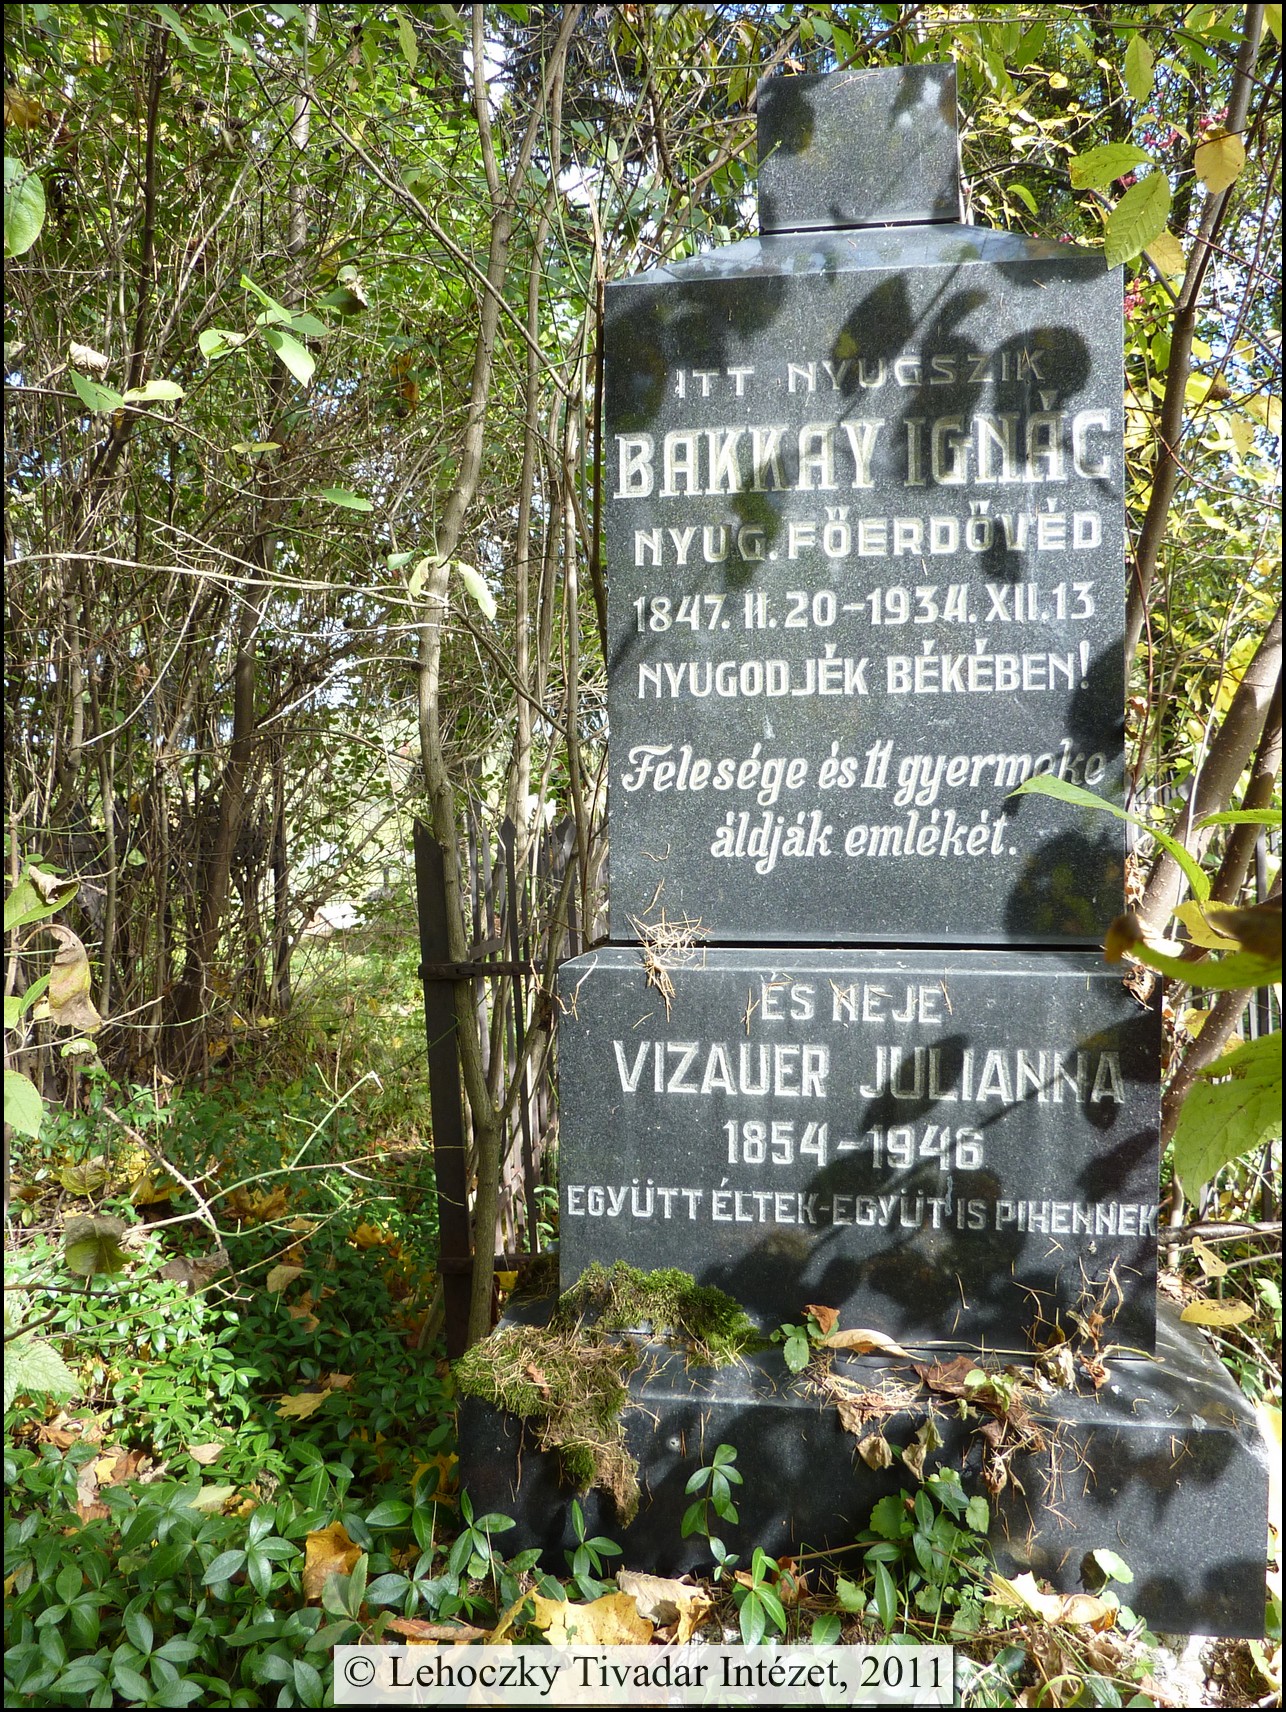 ITT NYUGSZIK
BAKKAY IGNÁC
NYUG. FŐERDŐVÉD
1847. II. 20 - 1934. XII. 13
NYUGODJÉK BÉKÉBEN!
Felesége és 11 gyermeke
áldják emlékét.
ÉS NEJE
VIZAUER JULIANNA
1854 - 1946
EGYÜTT ÉLTEK - EGYÜTT IS PIHENNEK
© Lehoczky Tivadar Intézet, 2011